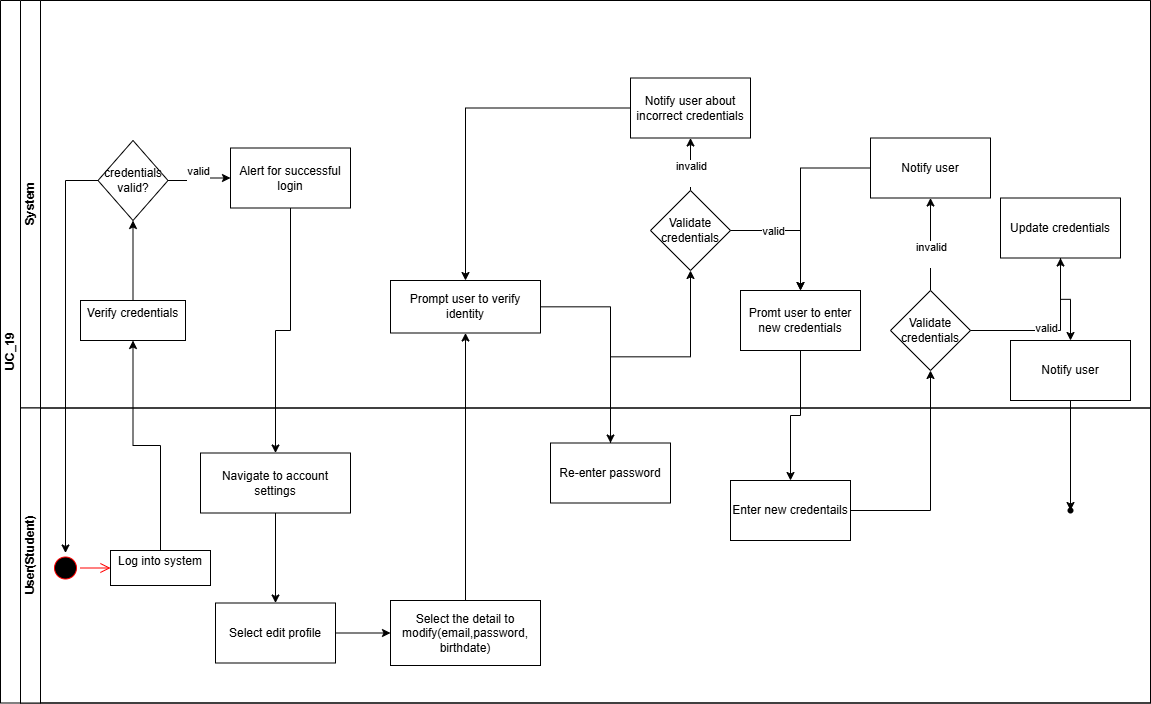 UC_19
System
User(Student)
credentials
valid?
valid
Alert for successful
login
Verify credentials
Log into system
Navigate to account
settings
Select edit profile
Select the detail to
modify(email,password,
birthdate)
Prompt user to verify
identity
Re-enter password
Notify user about
incorrect credentials
invalid
Validate
credentials
valid
Promt user to enter
new credentials
Enter new credentails
Notify user
invalid
Validate
credentials
valid
Update credentials
Notify user